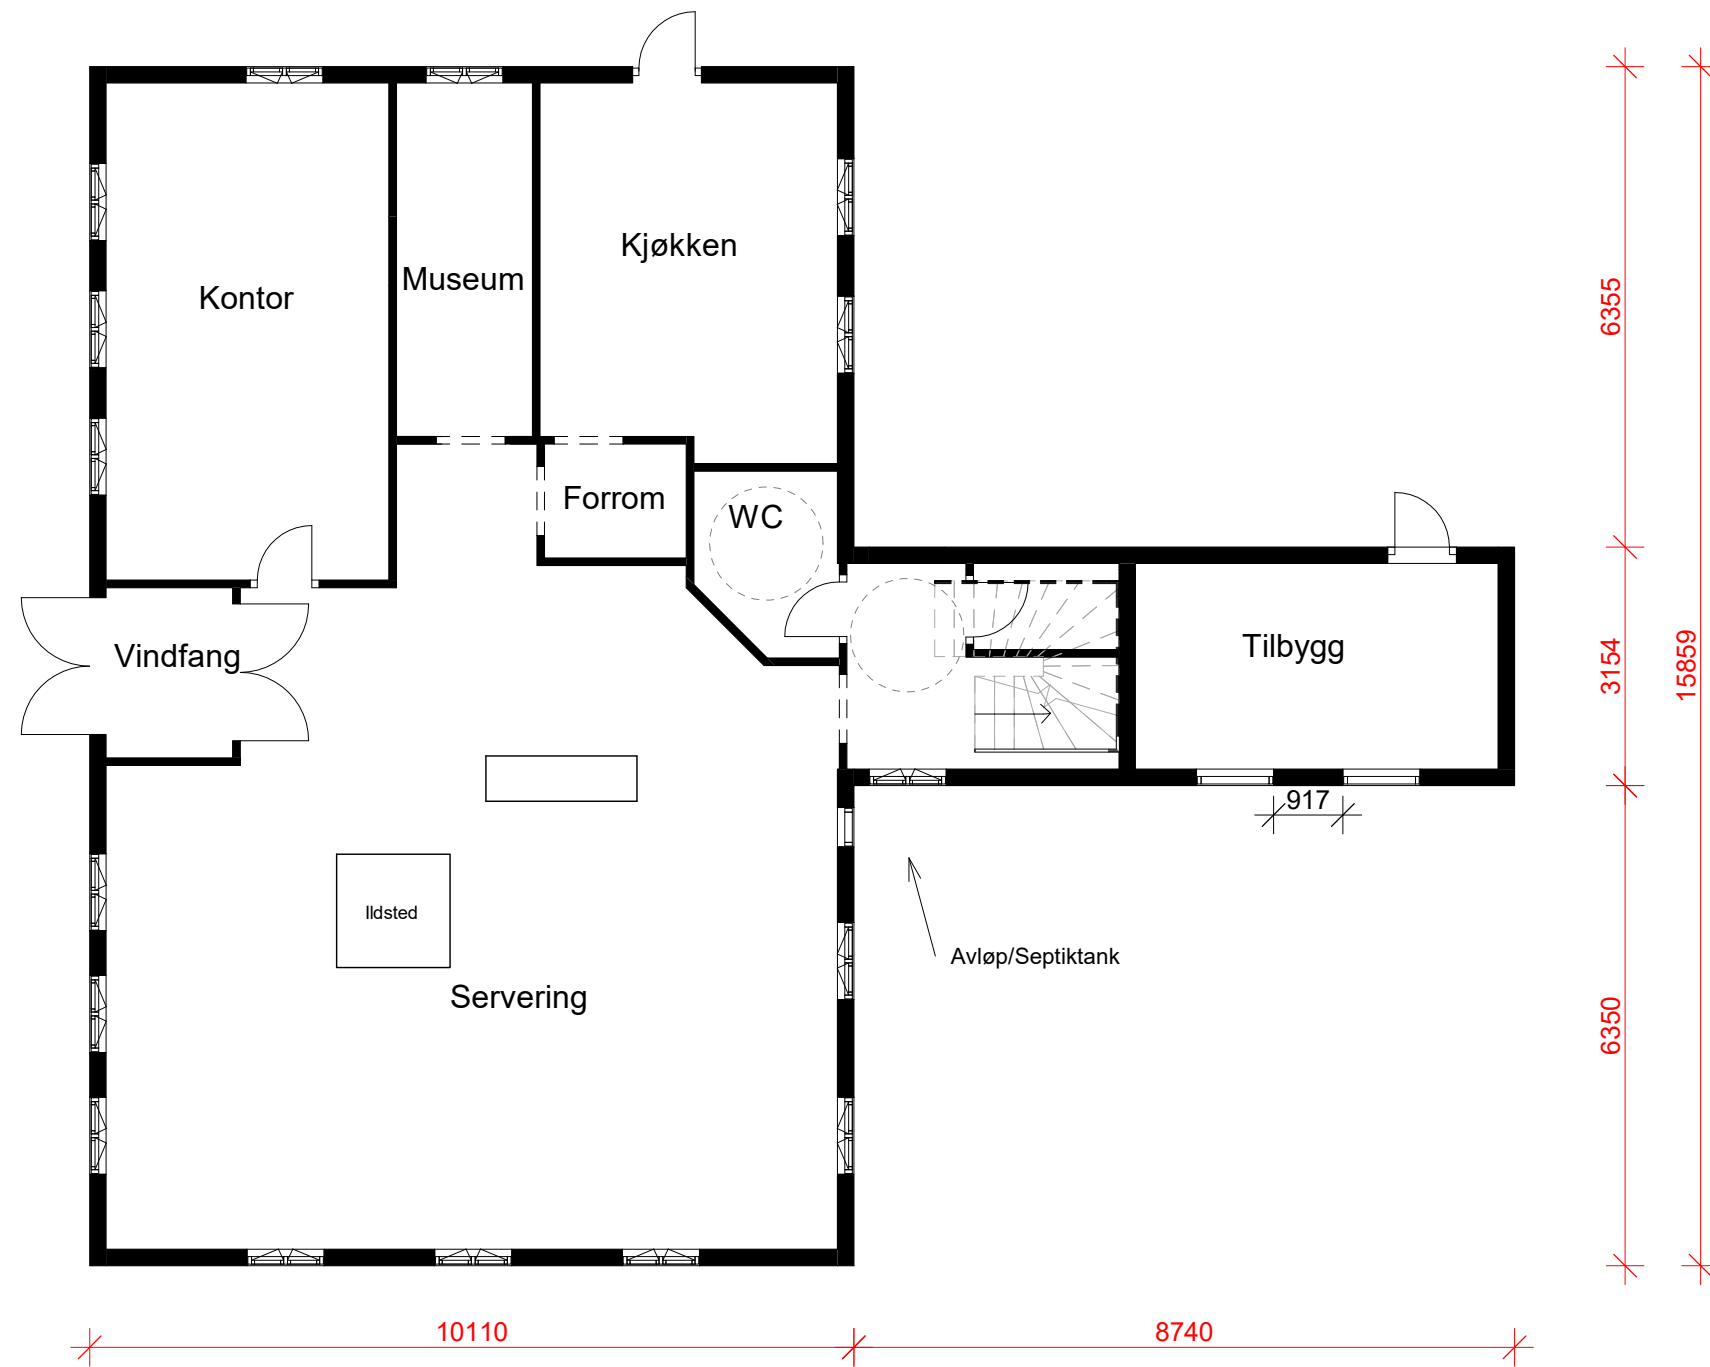 Kjøkken
Museum
Kontor
6355
Forrom
WC
Vindfang
Tilbygg
3154
15859
917
Ildsted
Avløp/Septiktank
Servering
6350
10110
8740